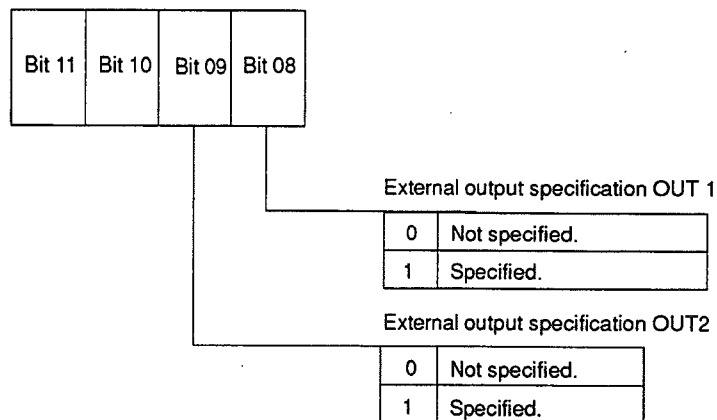 Bit 11 Bit 10 Bit 09 Bit 08
External output specification OUT 1
0 Not specified.
1 Specified.
External output specification OUT2
0 Not specified.
1 Specified.